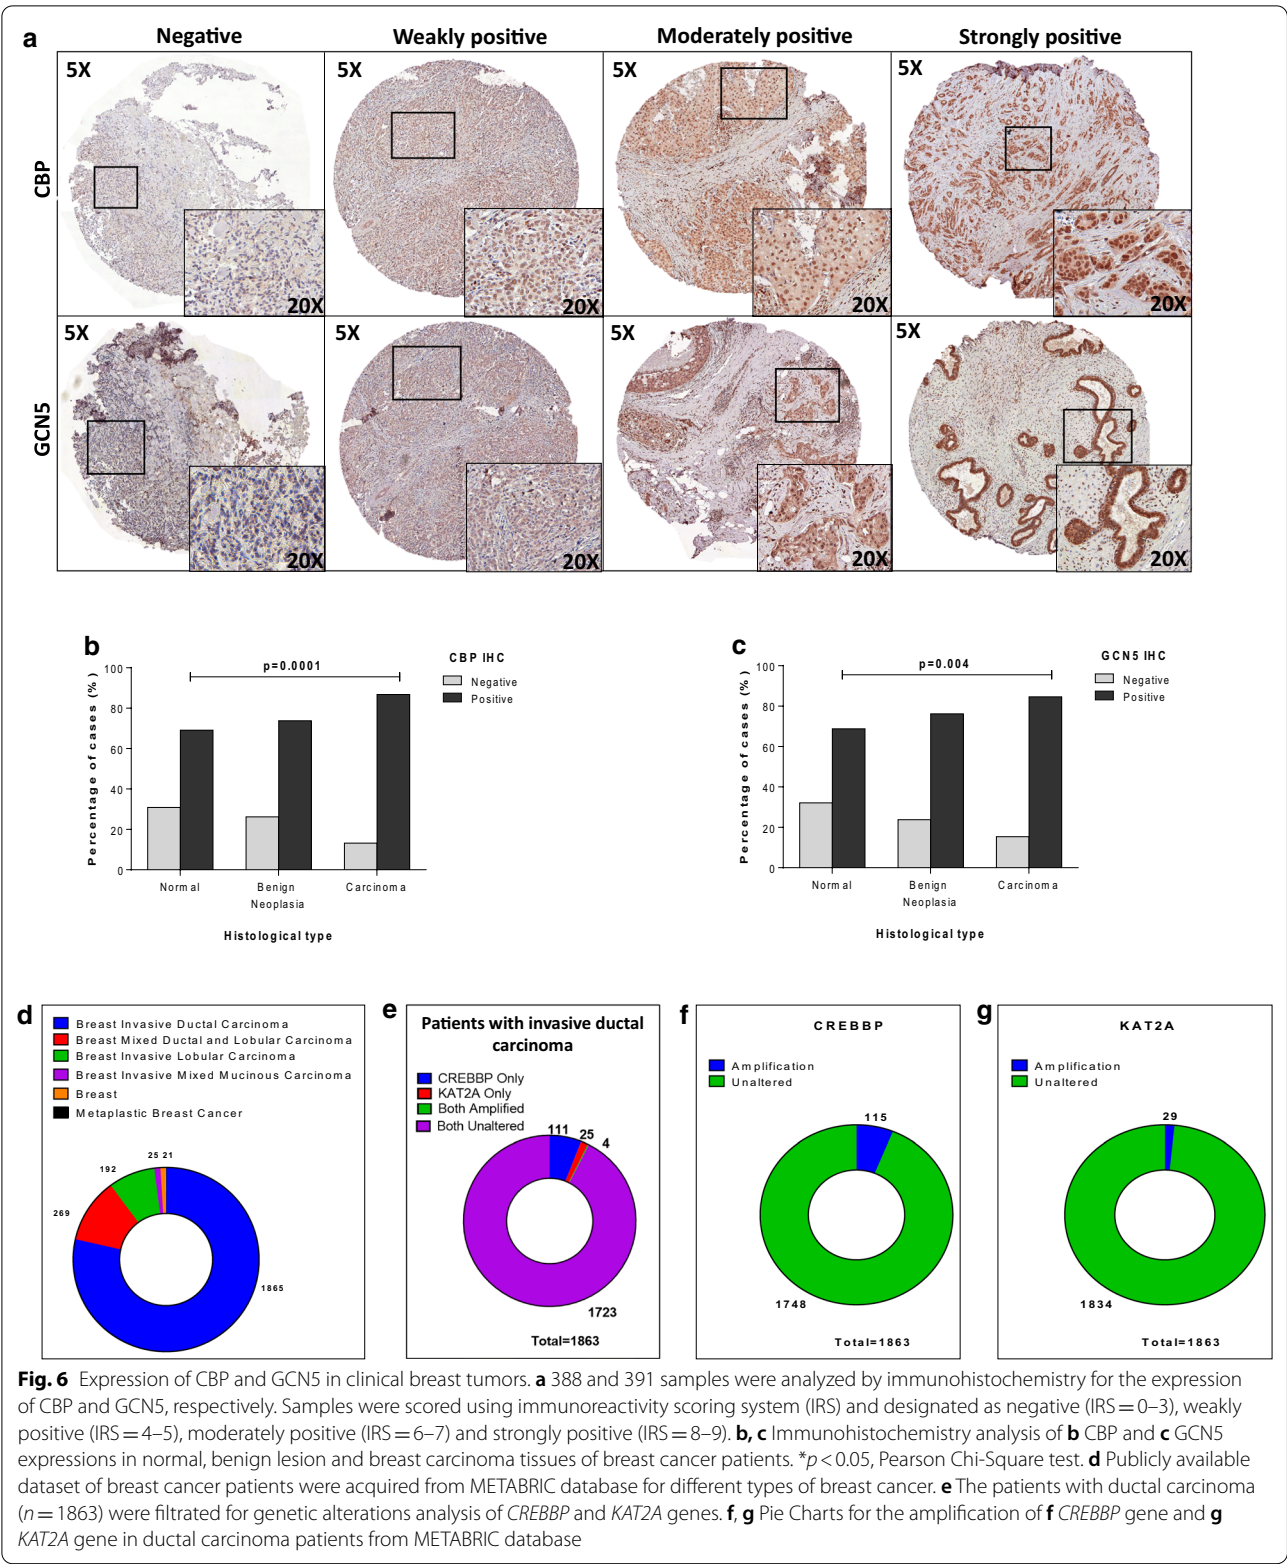 a
Negative
Weakly positive
Moderately positive
Strongly positive
CBP
5X
20X
5X
20X
5X
20X
5X
20X
GCN5
5X
20X
5X
20X
5X
20X
5X
20X
b
p=0.0001
CBP IHC
Negative
Positive
Percentage of cases (%)
100
80
60
40
20
0
Normal
Benign
Neoplasia
Carcinoma
Histological type
c
p=0.004
GCN5 IHC
Negative
Positive
Percentage of cases (%)
100
80
60
40
20
0
Normal
Benign
Neoplasia
Carcinoma
Histological type
d
Breast Invasive Ductal Carcinoma
Breast Mixed Ductal and Lobular Carcinoma
Breast Invasive Lobular Carcinoma
Breast Invasive Mixed Mucinous Carcinoma
Breast
Metaplastic Breast Cancer
25 21
192
269
1865
e
Patients with invasive ductal
carcinoma
CREBBP Only
KAT2A Only
Both Amplified
Both Unaltered
111
25
4
1723
Total=1863
f
CREBBP
Amplification
Unaltered
115
1748
Total=1863
g
KAT2A
Amplification
Unaltered
29
1834
Total=1863
Fig. 6 Expression of CBP and GCN5 in clinical breast tumors. a 388 and 391 samples were analyzed by immunohistochemistry for the expression
of CBP and GCN5, respectively. Samples were scored using immunoreactivity scoring system (IRS) and designated as negative (IRS = 0–3), weakly
positive (IRS = 4–5), moderately positive (IRS = 6–7) and strongly positive (IRS = 8–9). b, c Immunohistochemistry analysis of b CBP and c GCN5
expressions in normal, benign lesion and breast carcinoma tissues of breast cancer patients. *p < 0.05, Pearson Chi-Square test. d Publicly available
dataset of breast cancer patients were acquired from METABRIC database for different types of breast cancer. e The patients with ductal carcinoma
(n = 1863) were filtrated for genetic alterations analysis of CREBBP and KAT2A genes. f, g Pie Charts for the amplification of f CREBBP gene and g
KAT2A gene in ductal carcinoma patients from METABRIC database